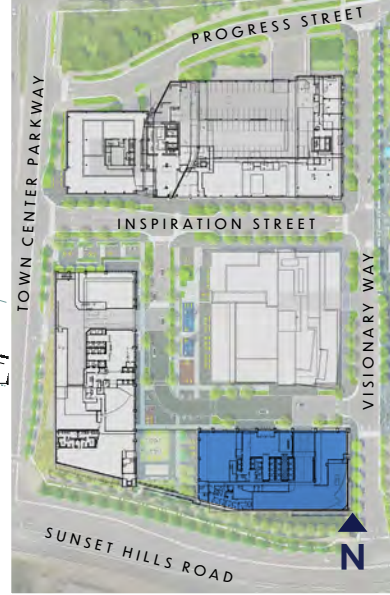 PROGRESS STREET
TOWN CENTER PARKWAY
INSPIRATION STREET
VISIONARY WAY
SUNSET HILLS ROAD
N